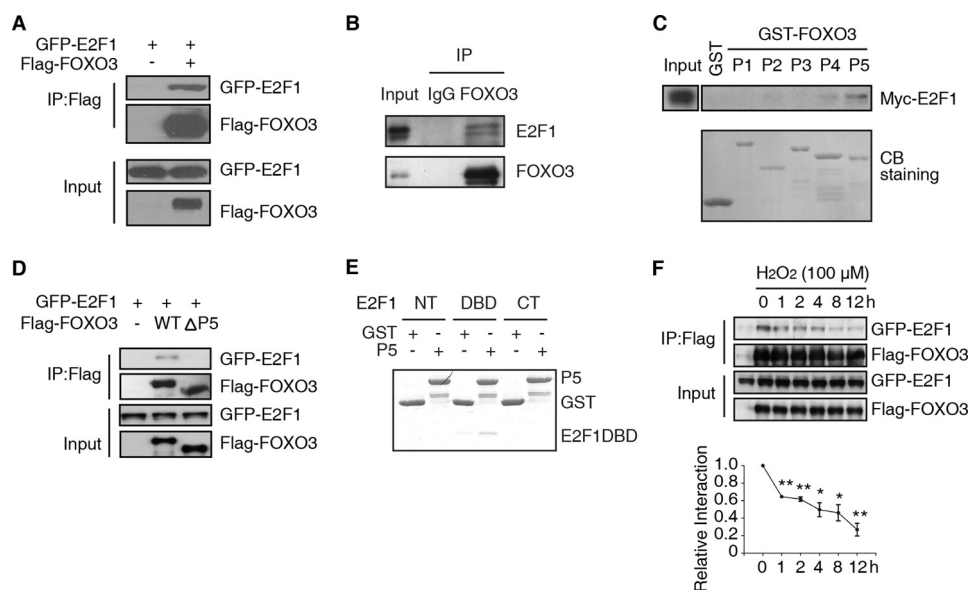 A
GFP-E2F1 + +
Flag-FOXO3 - +
IP:Flag
GFP-E2F1
Flag-FOXO3
Input
GFP-E2F1
Flag-FOXO3
B
IP
Input IgG FOXO3
E2F1
FOXO3
C
GST-FOXO3
Input GST P1 P2 P3 P4 P5
Myc-E2F1
CB
staining
D
GFP-E2F1 + + +
Flag-FOXO3 - WT ΔP5
IP:Flag
GFP-E2F1
Flag-FOXO3
Input
GFP-E2F1
Flag-FOXO3
E
E2F1 NT DBD CT
GST + - + - + -
P5 - + - + - +
P5
GST
E2F1DBD
F
H₂O₂ (100 µM)
0 1 2 4 8 12 h
IP:Flag
GFP-E2F1
Flag-FOXO3
Input
GFP-E2F1
Flag-FOXO3
Relative Interaction
1.0
0.8
0.6
0.4
0.2
0
** ** * * **
0 1 2 4 8 12 h